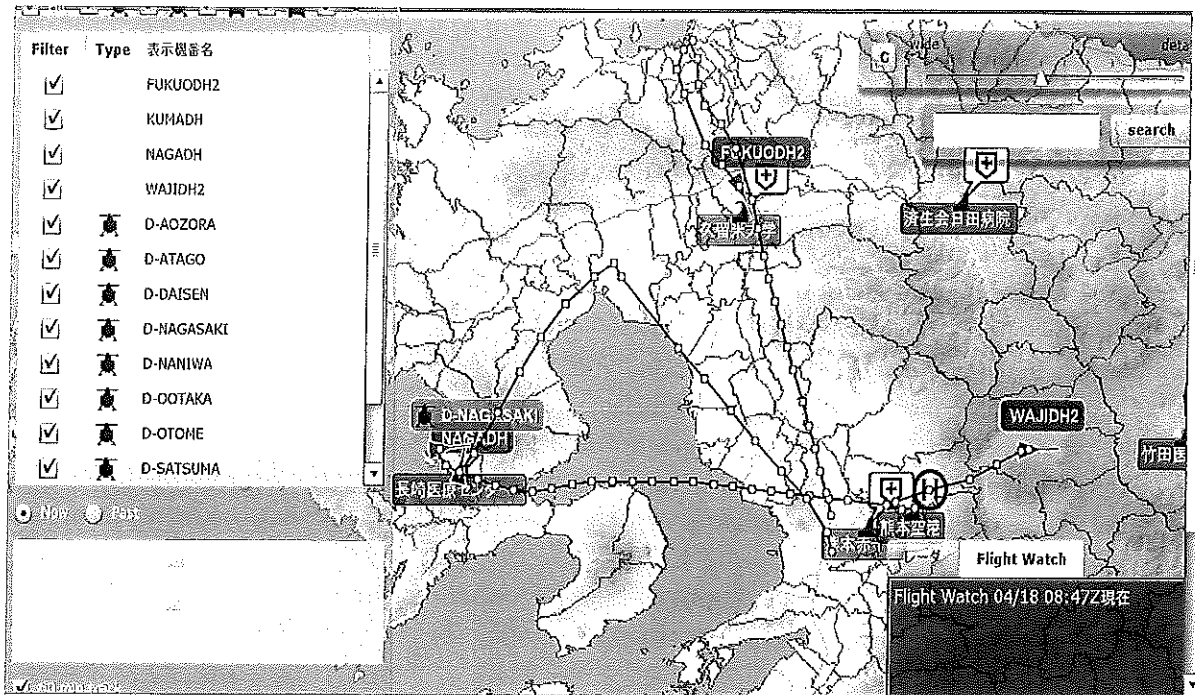 Filter Type 表示機番名
FUKUODH2
KUMADH
NAGADH
WAJIDH2
D-AOZORA
D-ATAGO
D-DAISEN
D-NAGASAKI
D-NANIWA
D-OOTAKA
D-OTOME
D-SATSUMA
Now Past
C
wide
search
FUKUODH2
久留米大学
済生会日田病院
D-NAGASAKI
NAGADH
長崎医療センター
WAJIDH2
竹田医
H
熊本空港
レーダ
Flight Watch
Flight Watch 04/18 08:47Z現在